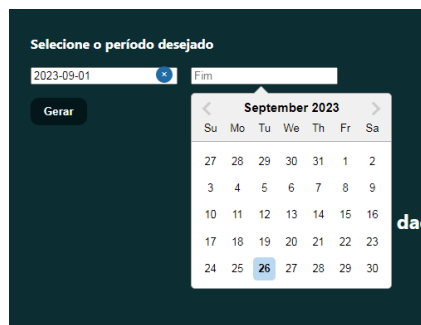 Selecione o período desejado
2023-09-01 ×
Fim
Gerar
September 2023
Su Mo Tu We Th Fr Sa
27 28 29 30 31 1 2
3 4 5 6 7 8 9
10 11 12 13 14 15 16
17 18 19 20 21 22 23
24 25 26 27 28 29 30